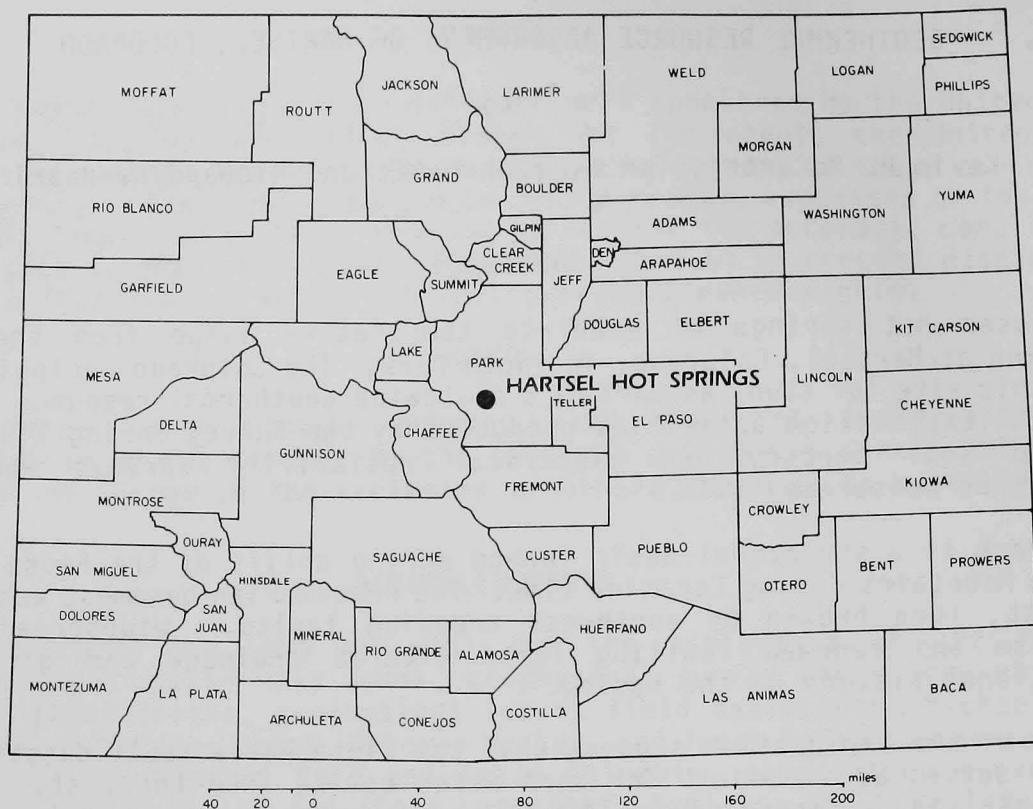 SEDGWICK
MOFFAT
ROUTT
JACKSON
LARIMER
WELD
LOGAN
PHILLIPS
MORGAN
GRAND
BOULDER
RIO BLANCO
WASHINGTON
YUMA
GILPIN
ADAMS
CLEAR
CREEK
DEN
ARAPAHOE
EAGLE
GARFIELD
SUMMIT
JEFF
DOUGLAS
ELBERT
KIT CARSON
LAKE
PARK
MESA
HARTSEL HOT SPRINGS
LINCOLN
TELLER
CHEYENNE
DELTA
EL PASO
CHAFFEE
GUNNISON
FREMONT
KIOWA
MONTROSE
CROWLEY
OURAY
SAGUACHE
CUSTER
PUEBLO
BENT
PROWERS
SAN MIGUEL
HINSDALE
OTERO
DOLORES
SAN
JUAN
MINERAL
HUERFANO
RIO GRANDE
ALAMOSA
MONTEZUMA
LA PLATA
COSTILLA
LAS ANIMAS
BACA
ARCHULETA
CONEJOS
miles
40 0 40 80 120 160 200